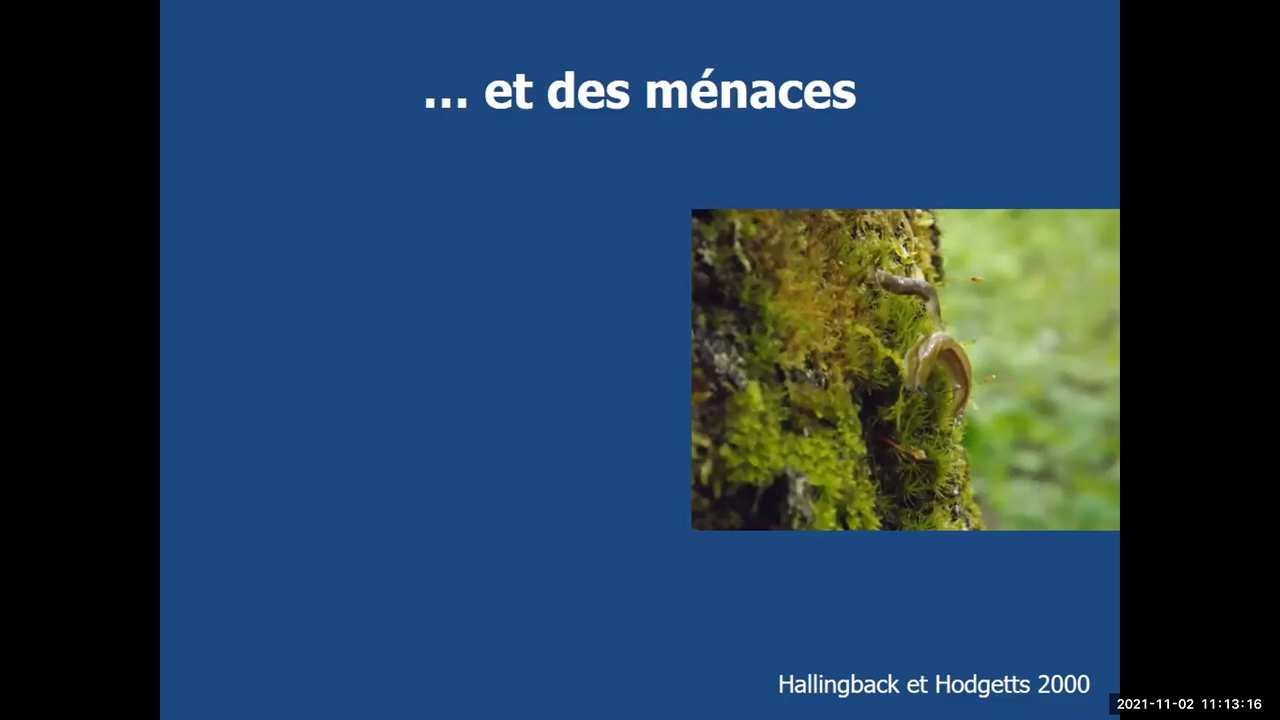 ... et des ménaces
Hallingback et Hodgetts 2000
2021-11-02 11:13:16